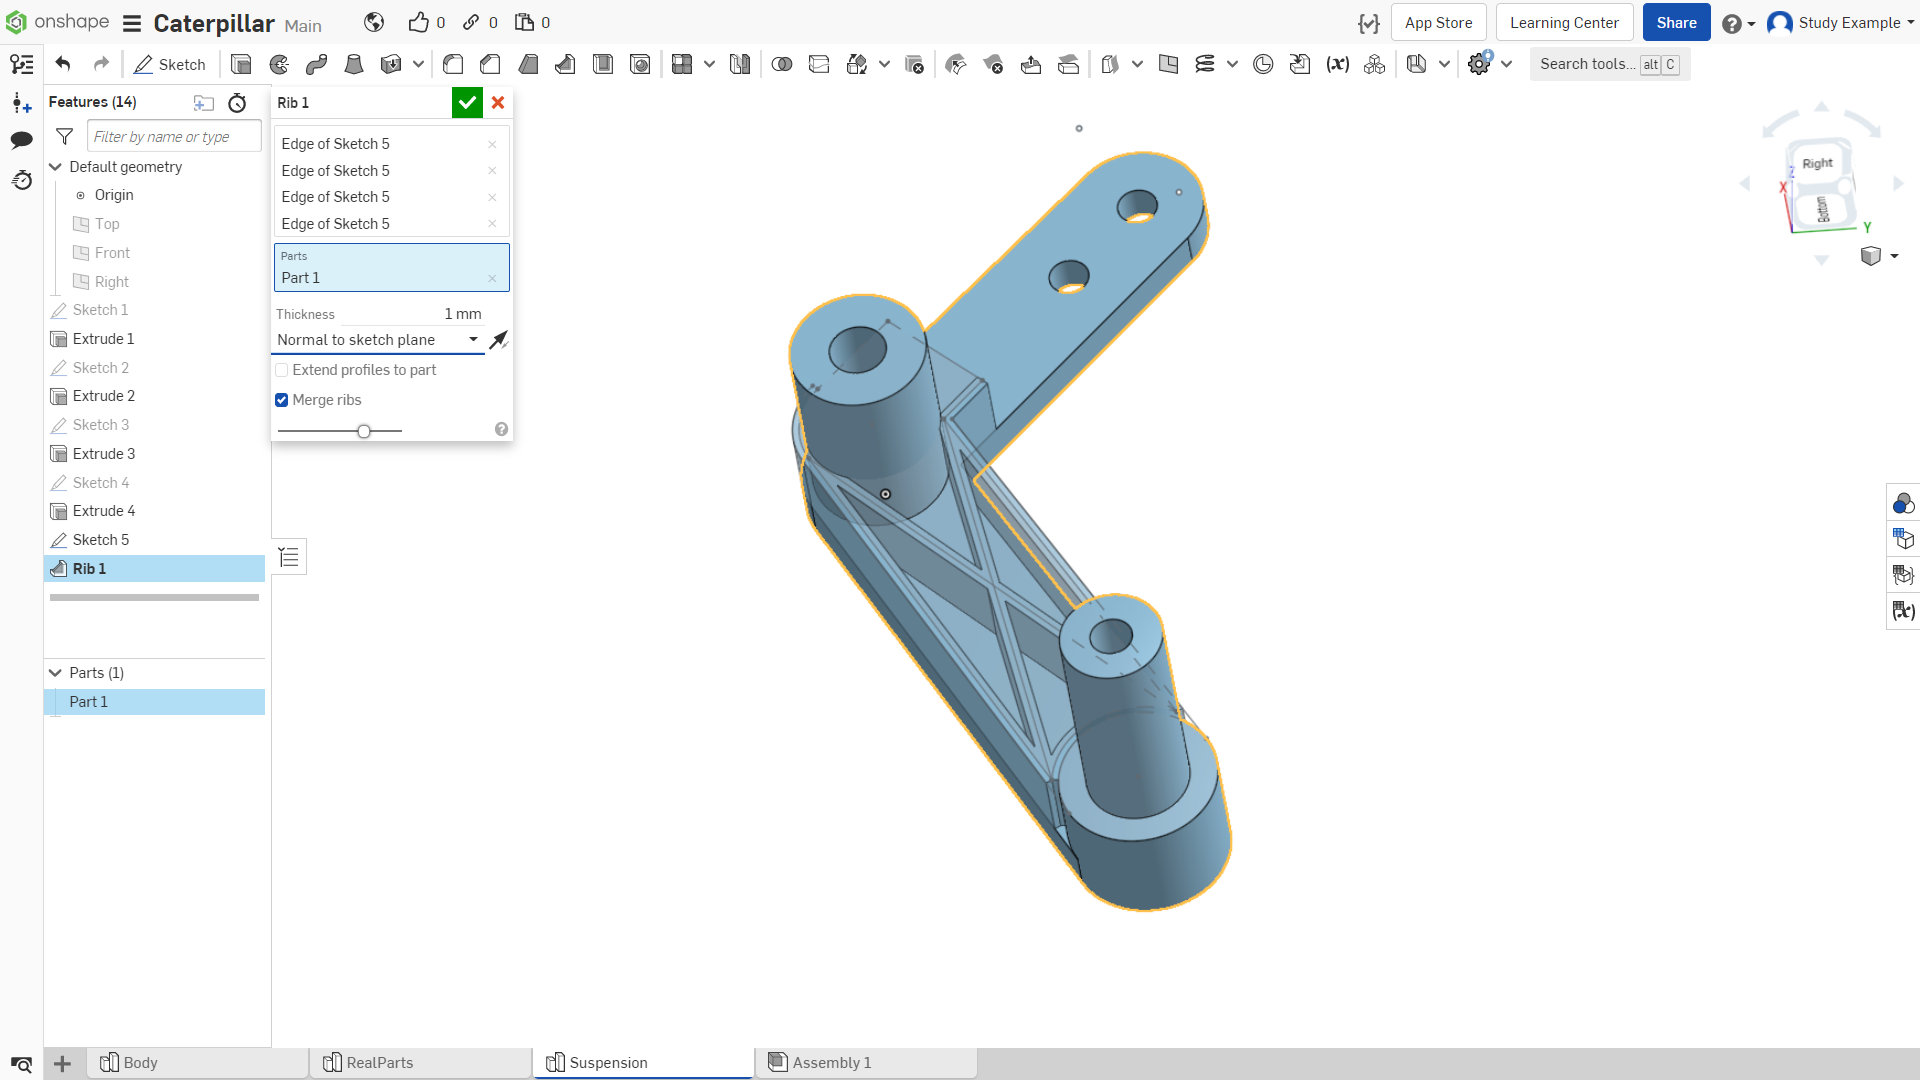 onshape Caterpillar Main 0 0 0 App Store Learning Center Share Study Example
Sketch Search tools... alt C
Features (14)
Filter by name or type
Default geometry
Origin
Top
Front
Right
Sketch 1
Extrude 1
Sketch 2
Extrude 2
Sketch 3
Extrude 3
Sketch 4
Extrude 4
Sketch 5
Rib 1
Parts (1)
Part 1
Rib 1
Edge of Sketch 5
Edge of Sketch 5
Edge of Sketch 5
Edge of Sketch 5
Parts
Part 1
Thickness 1 mm
Normal to sketch plane
Extend profiles to part
Merge ribs
Right
Bottom
X
Y
Z
Body RealParts Suspension Assembly 1